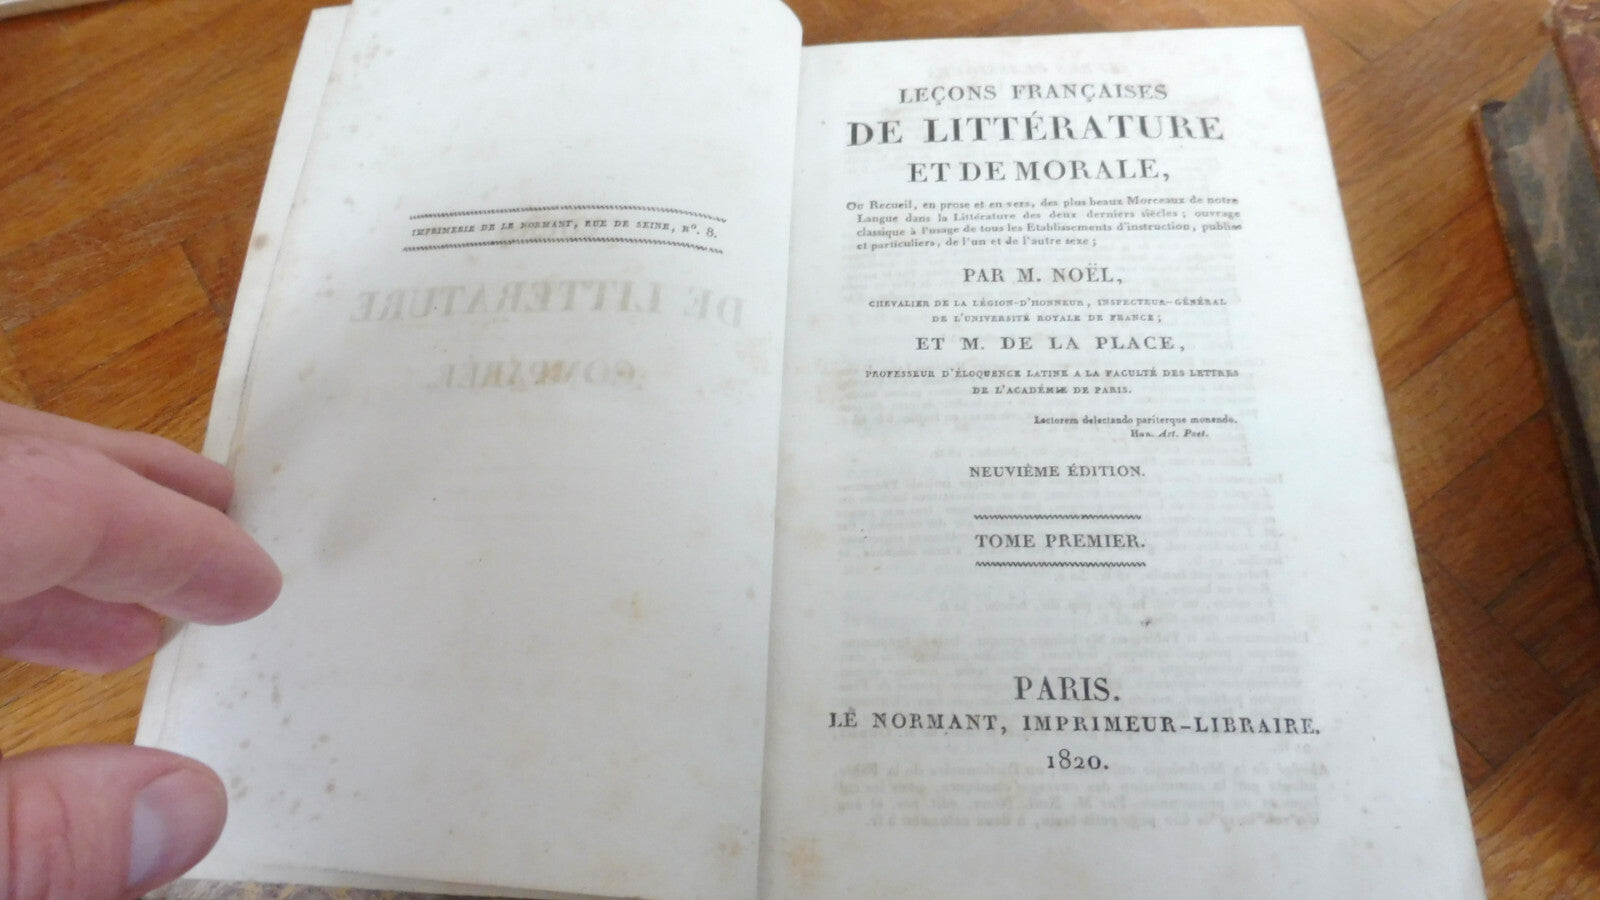 IMPRIMERIE DE LE NORMANT, RUE DE SEINE, Nº. 8.
DE LITTÉRATURE
COMPARÉE.
LEÇONS FRANÇAISES
DE LITTÉRATURE
ET DE MORALE,
Ou Recueil, en prose et en vers, des plus beaux Morceaux de notre
Langue dans la Littérature des deux derniers siècles ; ouvrage
classique à l'usage de tous les Etablissements d'instruction, publics
et particuliers, de l'un et de l'autre sexe ;
PAR M. NOËL,
CHEVALIER DE LA LÉGION-D'HONNEUR, INSPECTEUR-GÉNÉRAL
DE L'UNIVERSITÉ ROYALE DE FRANCE ;
ET M. DE LA PLACE,
PROFESSEUR D'ÉLOQUENCE LATINE A LA FACULTÉ DES LETTRES
DE L'ACADÉMIE DE PARIS.
Lectorem delectando pariterque monendo.
Hor. Art. Poet.
NEUVIÈME ÉDITION.
TOME PREMIER.
PARIS.
LE NORMANT, IMPRIMEUR-LIBRAIRE.
1820.